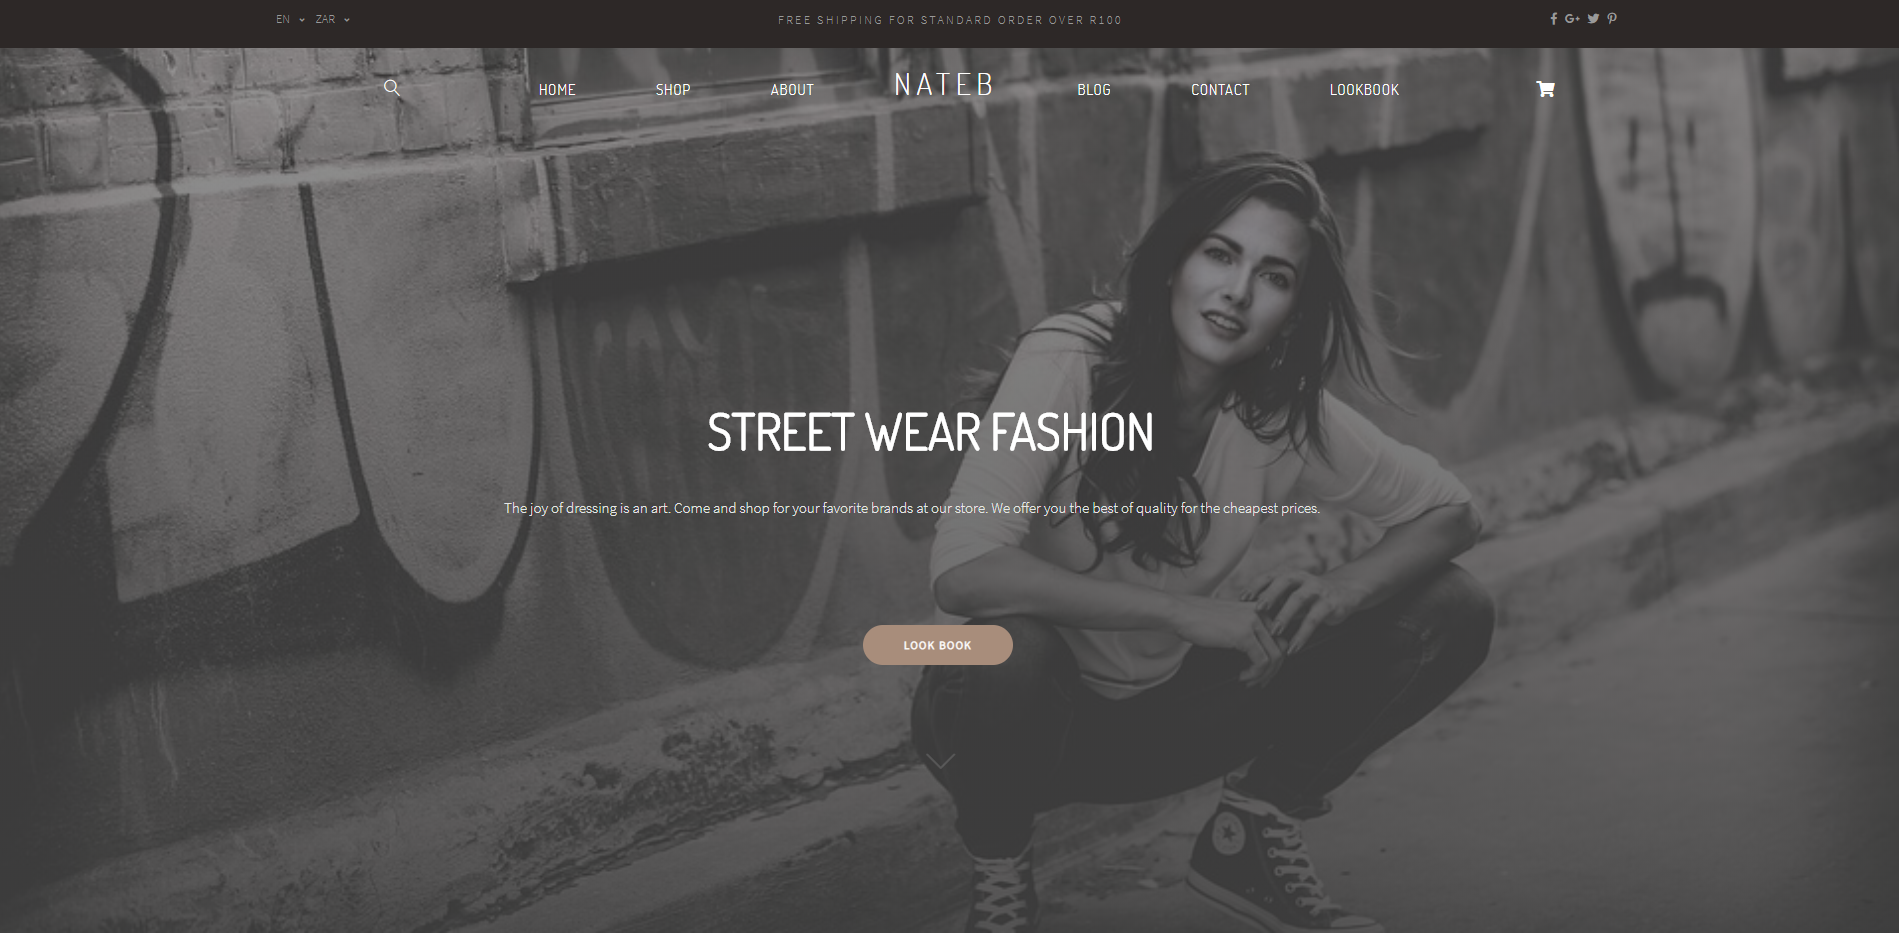 EN ZAR FREE SHIPPING FOR STANDARD ORDER OVER R100
HOME SHOP ABOUT NATEB BLOG CONTACT LOOKBOOK
STREET WEAR FASHION
The joy of dressing is an art. Come and shop for your favorite brands at our store. We offer you the best of quality for the cheapest prices.
LOOK BOOK